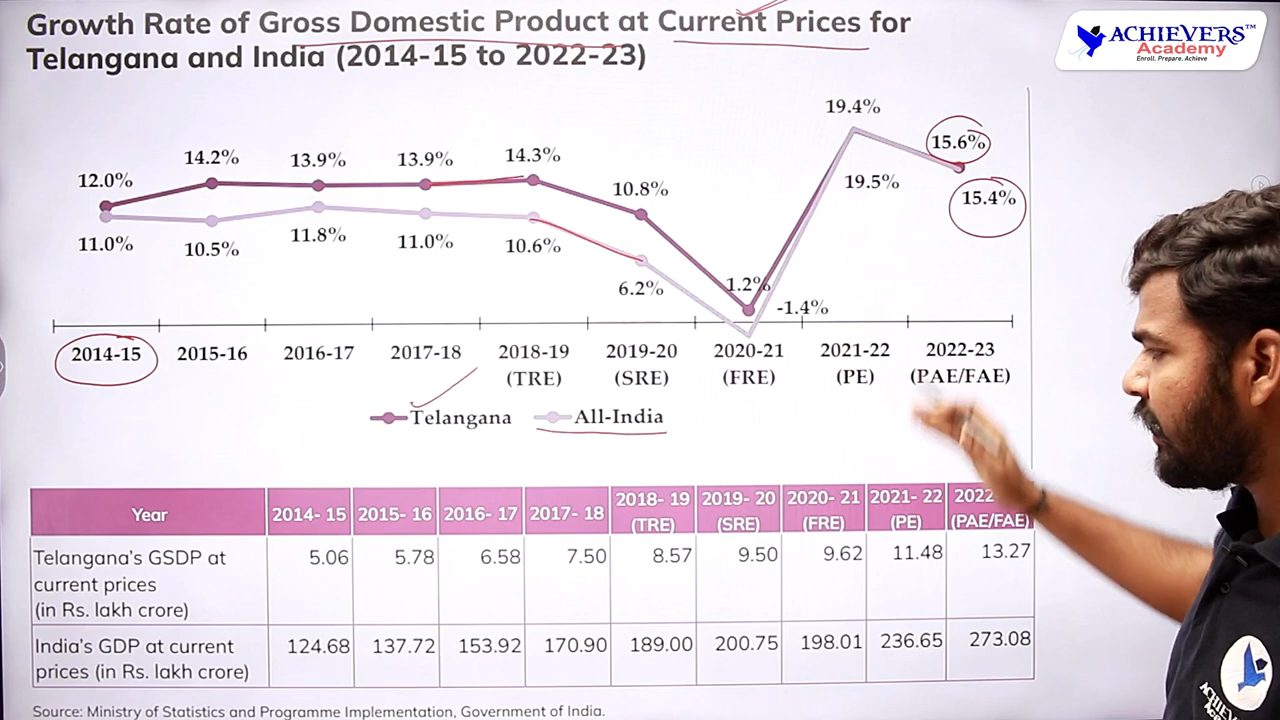 Growth Rate of Gross Domestic Product at Current Prices for
Telangana and India (2014-15 to 2022-23)
ACHIEVERS™
Academy
Enroll. Prepare. Achieve
19.4%
15.6%
14.2% 13.9% 13.9% 14.3%
12.0% 10.8% 19.5% 15.4%
11.0% 10.5% 11.8% 11.0% 10.6%
6.2% 1.2% -1.4%
2014-15 2015-16 2016-17 2017-18 2018-19 2019-20 2020-21 2021-22 2022-23
(TRE) (SRE) (FRE) (PE) (PAE/FAE)
Telangana All-India
Year 2014- 15 2015- 16 2016- 17 2017- 18 2018- 19 2019- 20 2020- 21 2021- 22 2022
(TRE) (SRE) (FRE) (PE) (PAE/FAE)
Telangana's GSDP at 5.06 5.78 6.58 7.50 8.57 9.50 9.62 11.48 13.27
current prices
(in Rs. lakh crore)
India's GDP at current 124.68 137.72 153.92 170.90 189.00 200.75 198.01 236.65 273.08
prices (in Rs. lakh crore)
Source: Ministry of Statistics and Programme Implementation, Government of India.
ACHIEVERS